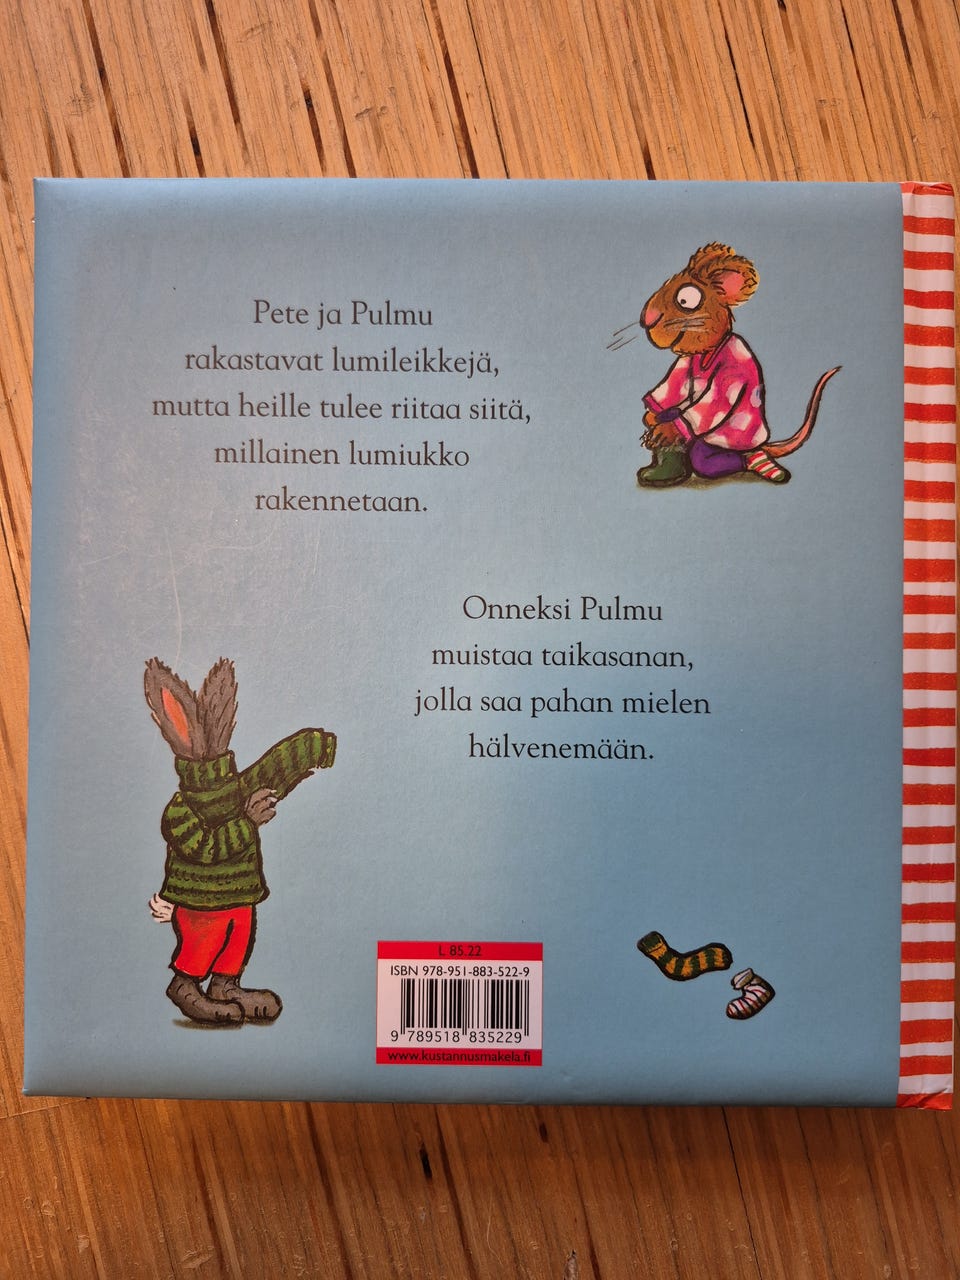 Pete ja Pulmu
rakastavat lumileikkejä,
mutta heille tulee riitaa siitä,
millainen lumiukko
rakennetaan.
Onneksi Pulmu
muistaa taikasanan,
jolla saa pahan mielen
hälvenemään.
L 85.22
ISBN 978-951-883-522-9
9 789518 835229
www.kustannusmakela.fi